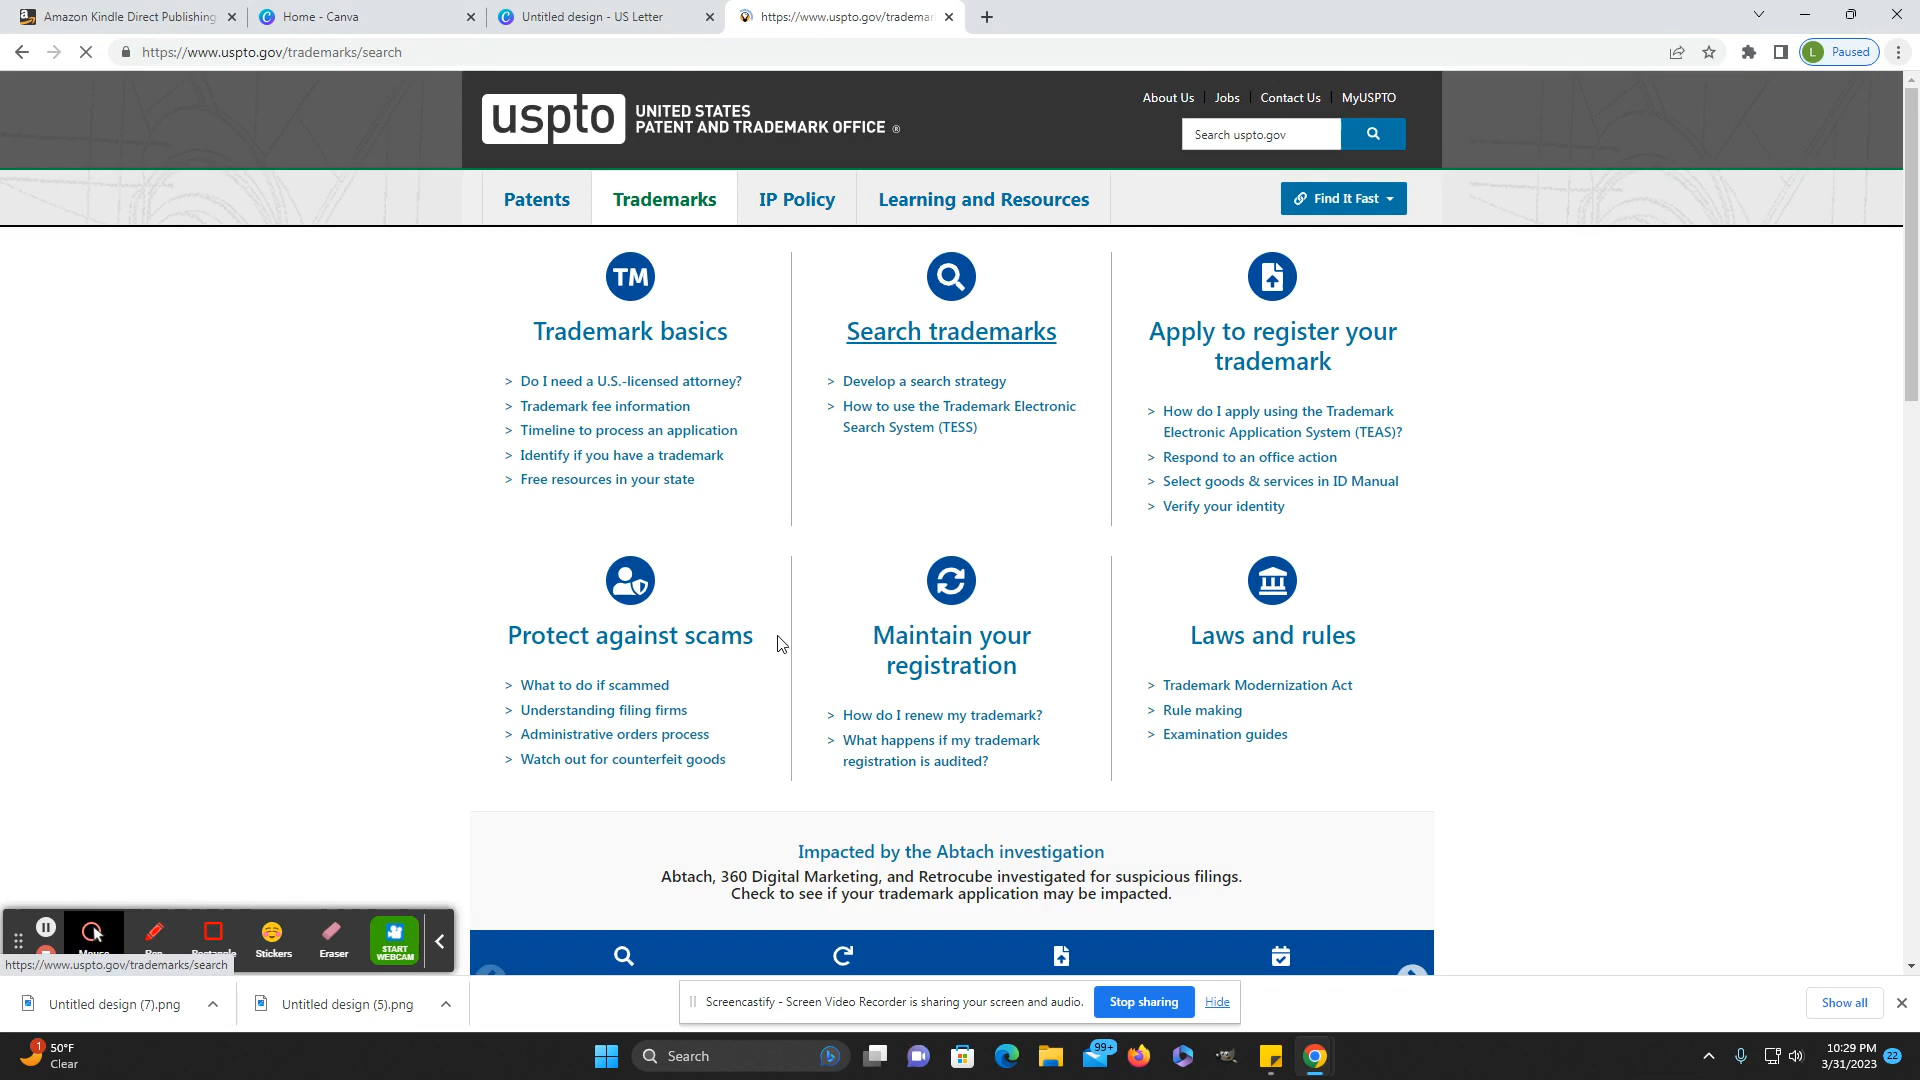 Amazon Kindle Direct Publishing
Home - Canva
Untitled design - US Letter
https://www.uspto.gov/trademar
https://www.uspto.gov/trademarks/search
L Paused
uspto
UNITED STATES
PATENT AND TRADEMARK OFFICE ®
About Us
Jobs
Contact Us
MyUSPTO
Search uspto.gov
Patents
Trademarks
IP Policy
Learning and Resources
Find It Fast
TM
Trademark basics
> Do I need a U.S.-licensed attorney?
> Trademark fee information
> Timeline to process an application
> Identify if you have a trademark
> Free resources in your state
Search trademarks
> Develop a search strategy
> How to use the Trademark Electronic
Search System (TESS)
Apply to register your
trademark
> How do I apply using the Trademark
Electronic Application System (TEAS)?
> Respond to an office action
> Select goods & services in ID Manual
> Verify your identity
Protect against scams
> What to do if scammed
> Understanding filing firms
> Administrative orders process
> Watch out for counterfeit goods
Maintain your
registration
> How do I renew my trademark?
> What happens if my trademark
registration is audited?
Laws and rules
> Trademark Modernization Act
> Rule making
> Examination guides
Impacted by the Abtach investigation
Abtach, 360 Digital Marketing, and Retrocube investigated for suspicious filings.
Check to see if your trademark application may be impacted.
Mouse
Pen
Rectangle
Stickers
Eraser
START
WEBCAM
https://www.uspto.gov/trademarks/search
Untitled design (7).png
Untitled design (5).png
Screencastify - Screen Video Recorder is sharing your screen and audio.
Stop sharing
Hide
Show all
1
50°F
Clear
Search
99+
10:29 PM
3/31/2023
22